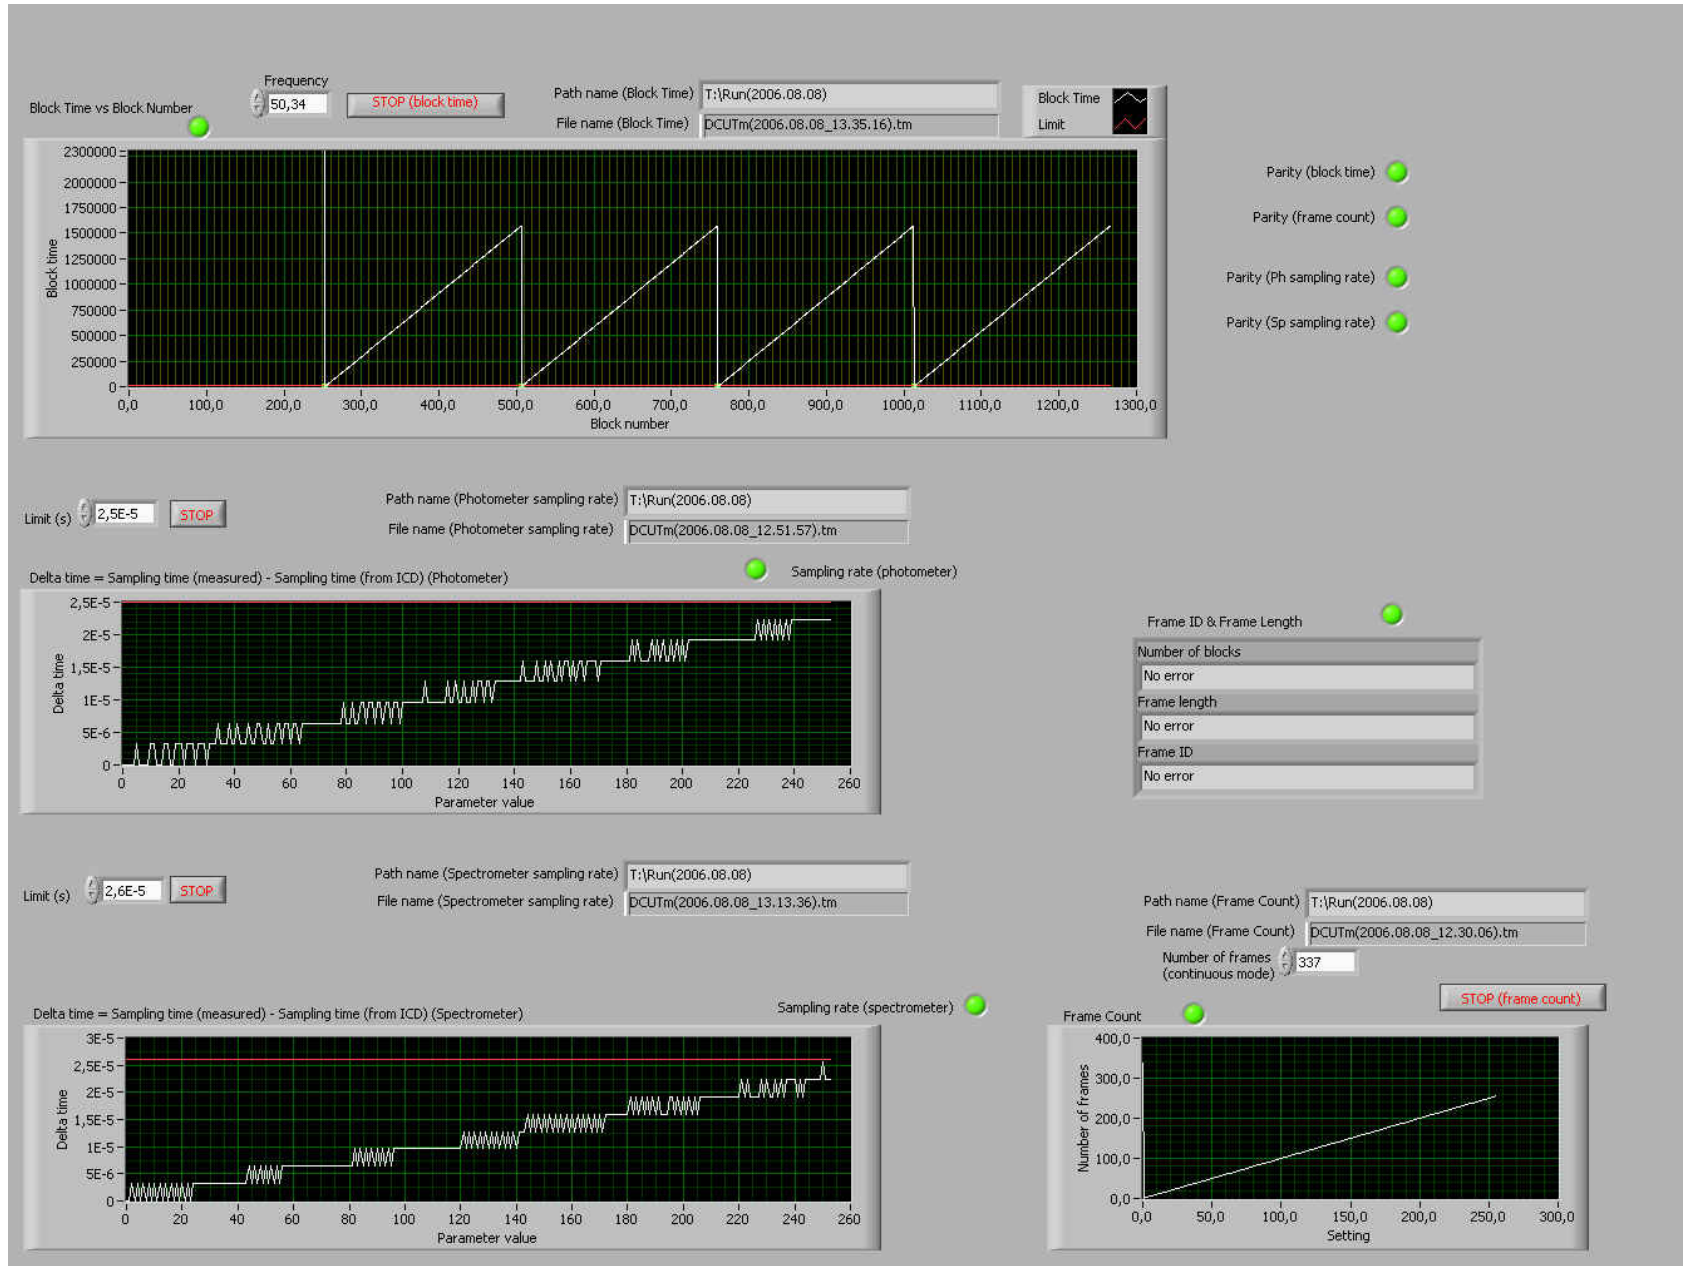 Frequency
Block Time vs Block Number
50,34
STOP (block time)
Path name (Block Time) T:\Run(2006.08.08)
File name (Block Time) DCUTm(2006.08.08_13.35.16).tm
Block Time
Limit
2300000
2000000
1750000
1500000
1250000
1000000
750000
500000
250000
0
Block time
0,0 100,0 200,0 300,0 400,0 500,0 600,0 700,0 800,0 900,0 1000,0 1100,0 1200,0 1300,0
Block number
Parity (block time)
Parity (frame count)
Parity (Ph sampling rate)
Parity (Sp sampling rate)
Limit (s) 2,5E-5 STOP
Path name (Photometer sampling rate) T:\Run(2006.08.08)
File name (Photometer sampling rate) DCUTm(2006.08.08_12.51.57).tm
Delta time = Sampling time (measured) - Sampling time (from ICD) (Photometer)
Sampling rate (photometer)
2,5E-5
2E-5
1,5E-5
1E-5
5E-6
0
Delta time
0 20 40 60 80 100 120 140 160 180 200 220 240 260
Parameter value
Frame ID & Frame Length
Number of blocks
No error
Frame length
No error
Frame ID
No error
Limit (s) 2,6E-5 STOP
Path name (Spectrometer sampling rate) T:\Run(2006.08.08)
File name (Spectrometer sampling rate) DCUTm(2006.08.08_13.13.36).tm
Delta time = Sampling time (measured) - Sampling time (from ICD) (Spectrometer)
Sampling rate (spectrometer)
3E-5
2,5E-5
2E-5
1,5E-5
1E-5
5E-6
0
Delta time
0 20 40 60 80 100 120 140 160 180 200 220 240 260
Parameter value
Path name (Frame Count) T:\Run(2006.08.08)
File name (Frame Count) DCUTm(2006.08.08_12.30.06).tm
Number of frames
(continuous mode) 337
STOP (frame count)
Frame Count
400,0
300,0
200,0
100,0
0,0
Number of frames
0,0 50,0 100,0 150,0 200,0 250,0 300,0
Setting